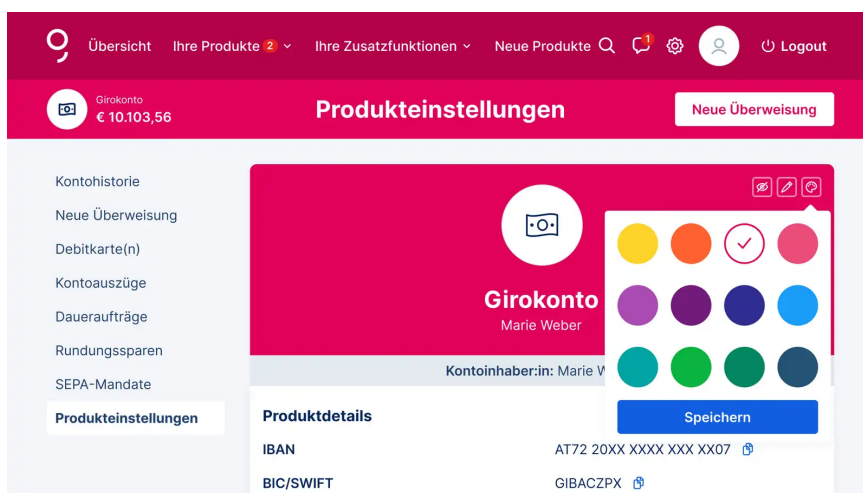 Übersicht Ihre Produkte 2 Ihre Zusatzfunktionen Neue Produkte 1 Logout
Girokonto
€ 10.103,56
Produkteinstellungen
Neue Überweisung
Kontohistorie
Neue Überweisung
Debitkarte(n)
Kontoauszüge
Daueraufträge
Rundungssparen
SEPA-Mandate
Produkteinstellungen
Girokonto
Marie Weber
Kontoinhaber:in: Marie
Speichern
Produktdetails
IBAN AT72 20XX XXXX XXX XX07
BIC/SWIFT GIBACZPX